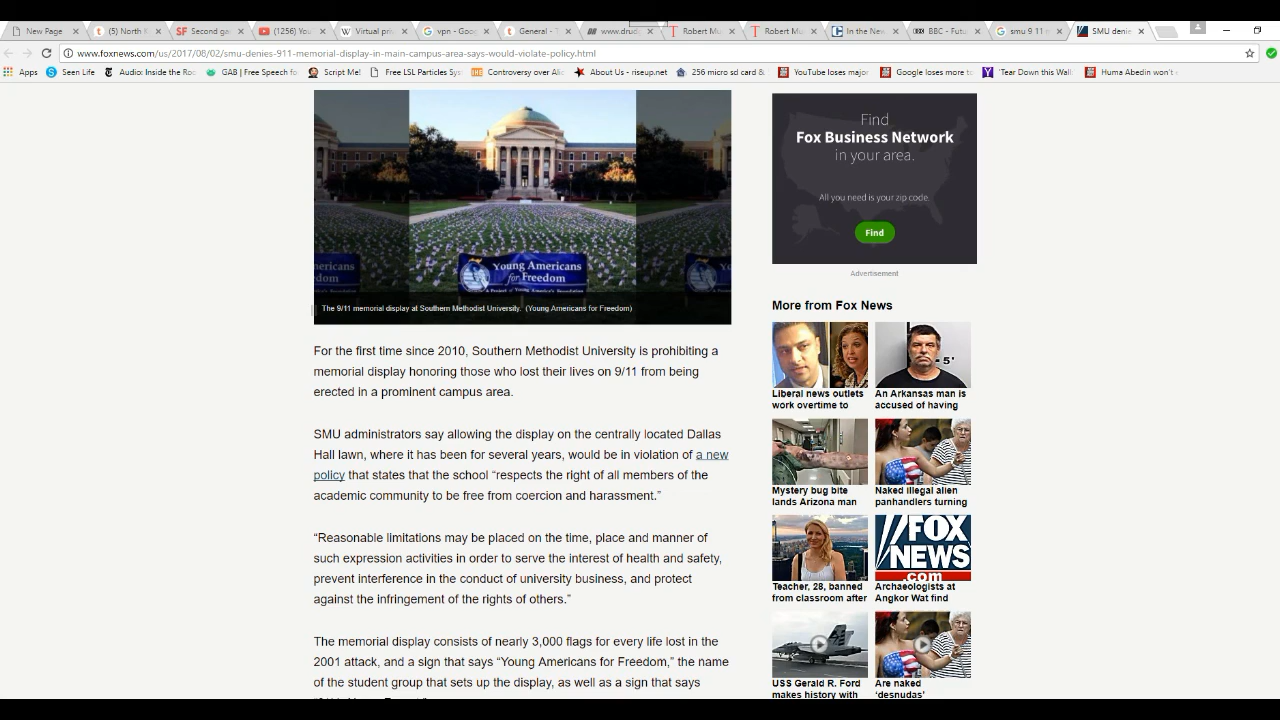 New Page
(5) North K
Second ga
(1256) You
Virtual priv
vpn - Goo
General - T
www.drud
Robert Mu
Robert Mu
In the New
BBC - Futu
smu 9 11 m
SMU denie
www.foxnews.com/us/2017/08/02/smu-denies-911-memorial-display-in-main-campus-area-says-would-violate-policy.html
Apps
Seen Life
Audio: Inside the Ro
GAB | Free Speech fo
Script Me!
Free LSL Particles Sys
Controversy over Ali
About Us - riseup.net
256 micro sd card &
YouTube loses major
Google loses more to
'Tear Down this Wall
Huma Abedin won't
Young Americans
for Freedom
The 9/11 memorial display at Southern Methodist University. (Young Americans for Freedom)
For the first time since 2010, Southern Methodist University is prohibiting a
memorial display honoring those who lost their lives on 9/11 from being
erected in a prominent campus area.
SMU administrators say allowing the display on the centrally located Dallas
Hall lawn, where it has been for several years, would be in violation of a new
policy that states that the school “respects the right of all members of the
academic community to be free from coercion and harassment.”
“Reasonable limitations may be placed on the time, place and manner of
such expression activities in order to serve the interest of health and safety,
prevent interference in the conduct of university business, and protect
against the infringement of the rights of others.”
The memorial display consists of nearly 3,000 flags for every life lost in the
2001 attack, and a sign that says “Young Americans for Freedom,” the name
of the student group that sets up the display, as well as a sign that says
Find
Fox Business Network
in your area.
All you need is your zip code.
Find
Advertisement
More from Fox News
Liberal news outlets
work overtime to
An Arkansas man is
accused of having
5'
Mystery bug bite
lands Arizona man
Naked illegal alien
panhandlers turning
Teacher, 28, banned
from classroom after
FOX
NEWS
.com
Archaeologists at
Angkor Wat find
USS Gerald R. Ford
makes history with
Are naked
'desnudas'